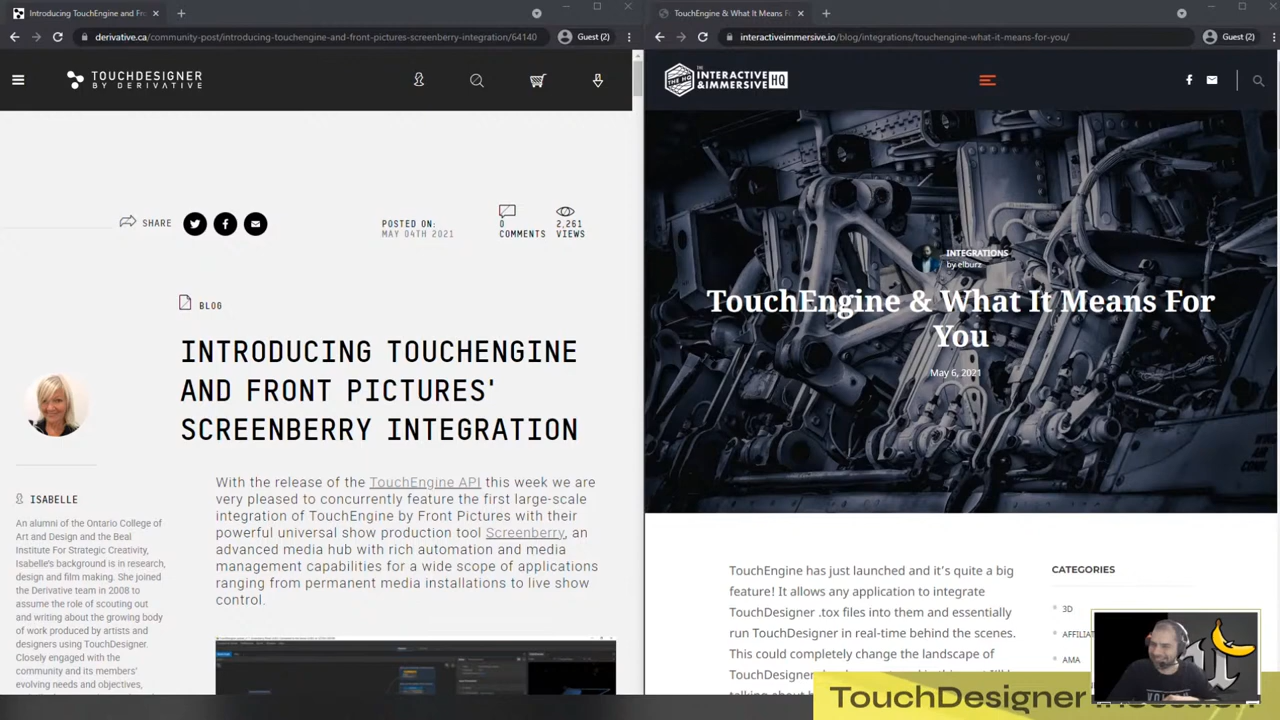 Introducing TouchEngine and Fr
derivative.ca/community-post/introducing-touchengine-and-front-pictures-screenberry-integration/64140
Guest (2)
TOUCHDESIGNER
BY DERIVATIVE
SHARE
POSTED ON:
MAY 04TH 2021
0
COMMENTS
2,261
VIEWS
BLOG
INTRODUCING TOUCHENGINE
AND FRONT PICTURES'
SCREENBERRY INTEGRATION
With the release of the TouchEngine API this week we are
very pleased to concurrently feature the first large-scale
integration of TouchEngine by Front Pictures with their
powerful universal show production tool Screenberry, an
advanced media hub with rich automation and media
management capabilities for a wide scope of applications
ranging from permanent media installations to live show
control.
ISABELLE
An alumni of the Ontario College of
Art and Design and the Beal
Institute For Strategic Creativity,
Isabelle's background is in research,
design and film making. She joined
the Derivative team in 2008 to
assume the role of scouting out
and writing about the growing body
of work produced by artists and
designers using TouchDesigner.
Closely engaged with the
community and its members'
evolving needs and objectives,
TouchEngine & What It Means F
interactiveimmersive.io/blog/integrations/touchengine-what-it-means-for-you/
Guest (2)
THE HQ
THE
INTERACTIVE
&IMMERSIVE HQ
INTEGRATIONS
by elburz
TouchEngine & What It Means For
You
May 6, 2021
TouchEngine has just launched and it's quite a big
feature! It allows any application to integrate
TouchDesigner .tox files into them and essentially
run TouchDesigner in real-time behind the scenes.
This could completely change the landscape of
CATEGORIES
3D
AFFILIAT
AMA
TouchDesigner InSession